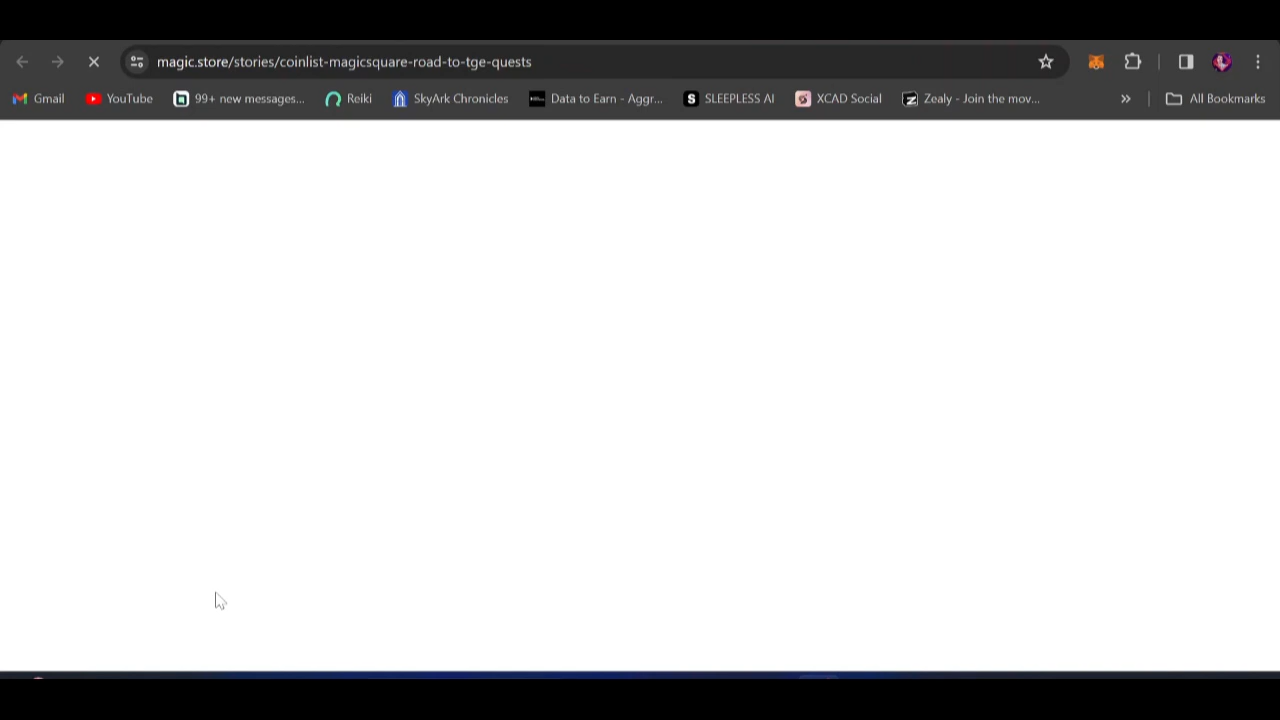 magic.store/stories/coinlist-magicsquare-road-to-tge-quests
Gmail YouTube 99+ new messages... Reiki SkyArk Chronicles Data to Earn - Aggr... SLEEPLESS AI XCAD Social Zealy - Join the mov... » All Bookmarks